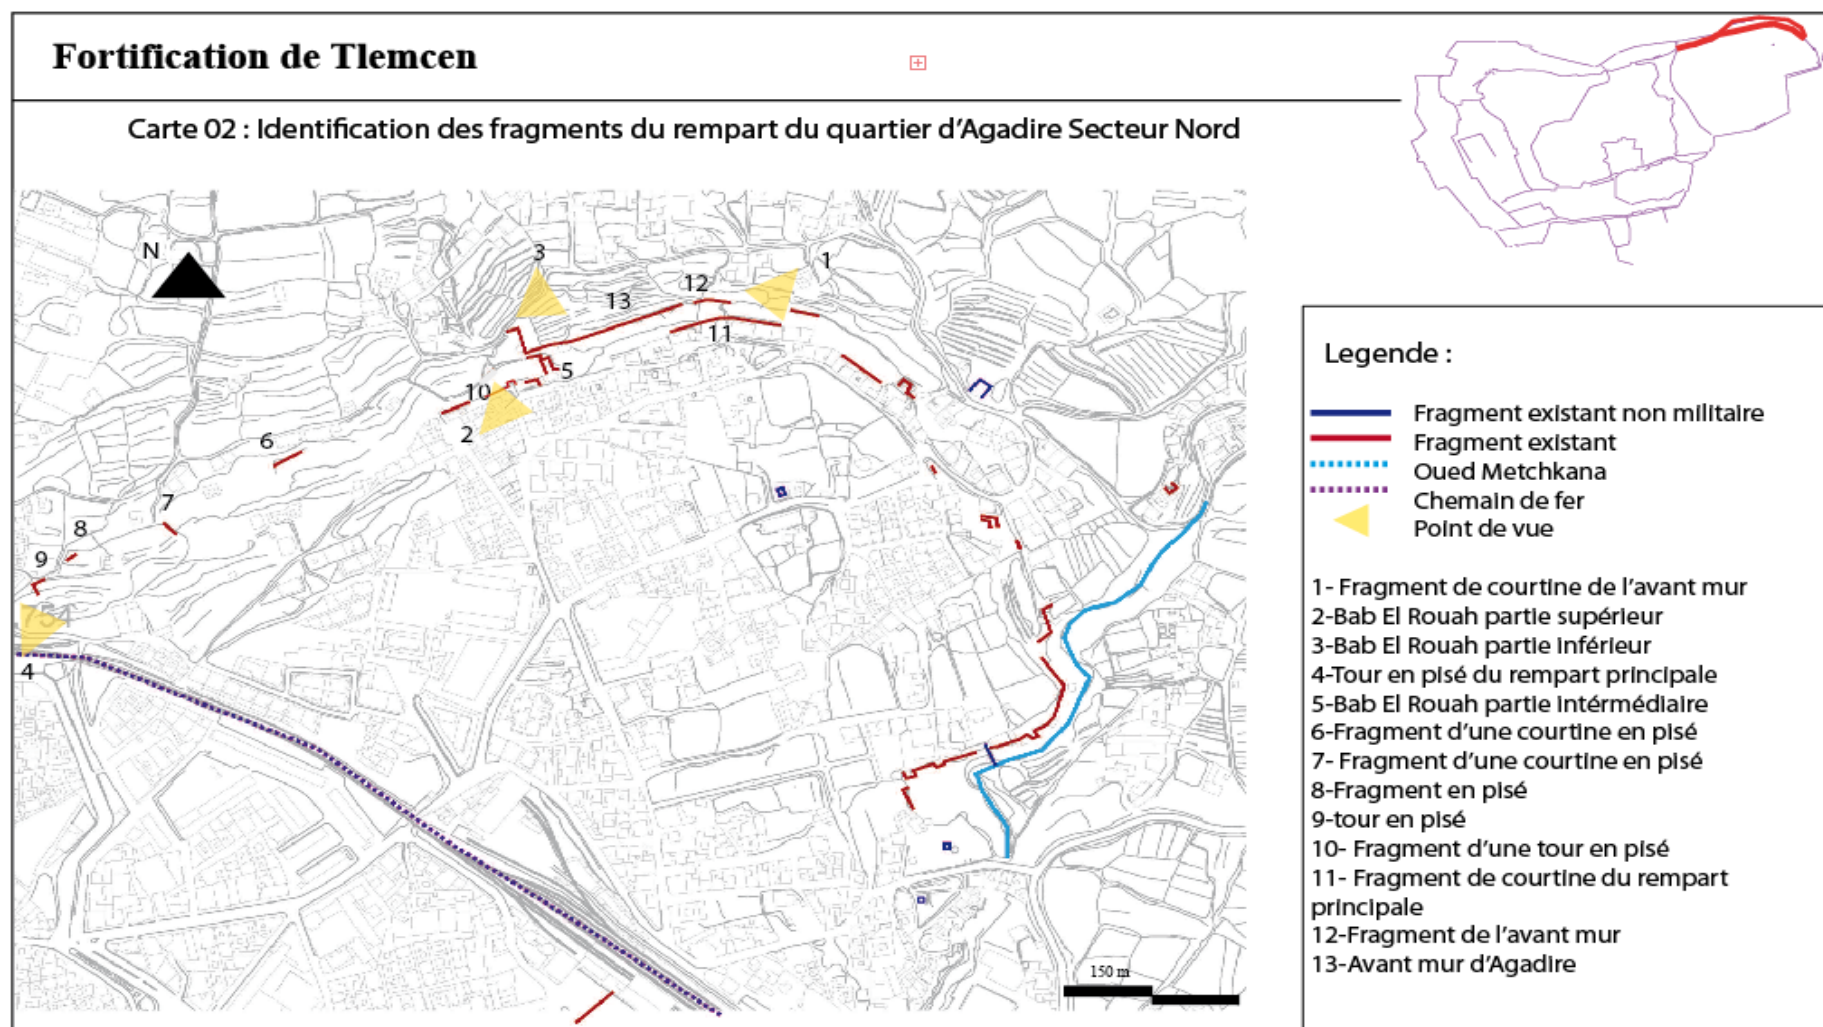 Fortification de Tlemcen
Carte 02 : Identification des fragments du rempart du quartier d'Agadire Secteur Nord
N
3
1
12
13
11
5
10
2
6
7
8
9
754
4
150 m
Legende :
Fragment existant non militaire
Fragment existant
Oued Metchkana
Chemain de fer
Point de vue
1- Fragment de courtine de l'avant mur
2-Bab El Rouah partie supérieur
3-Bab El Rouah partie inférieur
4-Tour en pisé du rempart principale
5-Bab El Rouah partie intérmédiaire
6-Fragment d'une courtine en pisé
7- Fragment d'une courtine en pisé
8-Fragment en pisé
9-tour en pisé
10- Fragment d'une tour en pisé
11- Fragment de courtine du rempart
principale
12-Fragment de l'avant mur
13-Avant mur d'Agadire